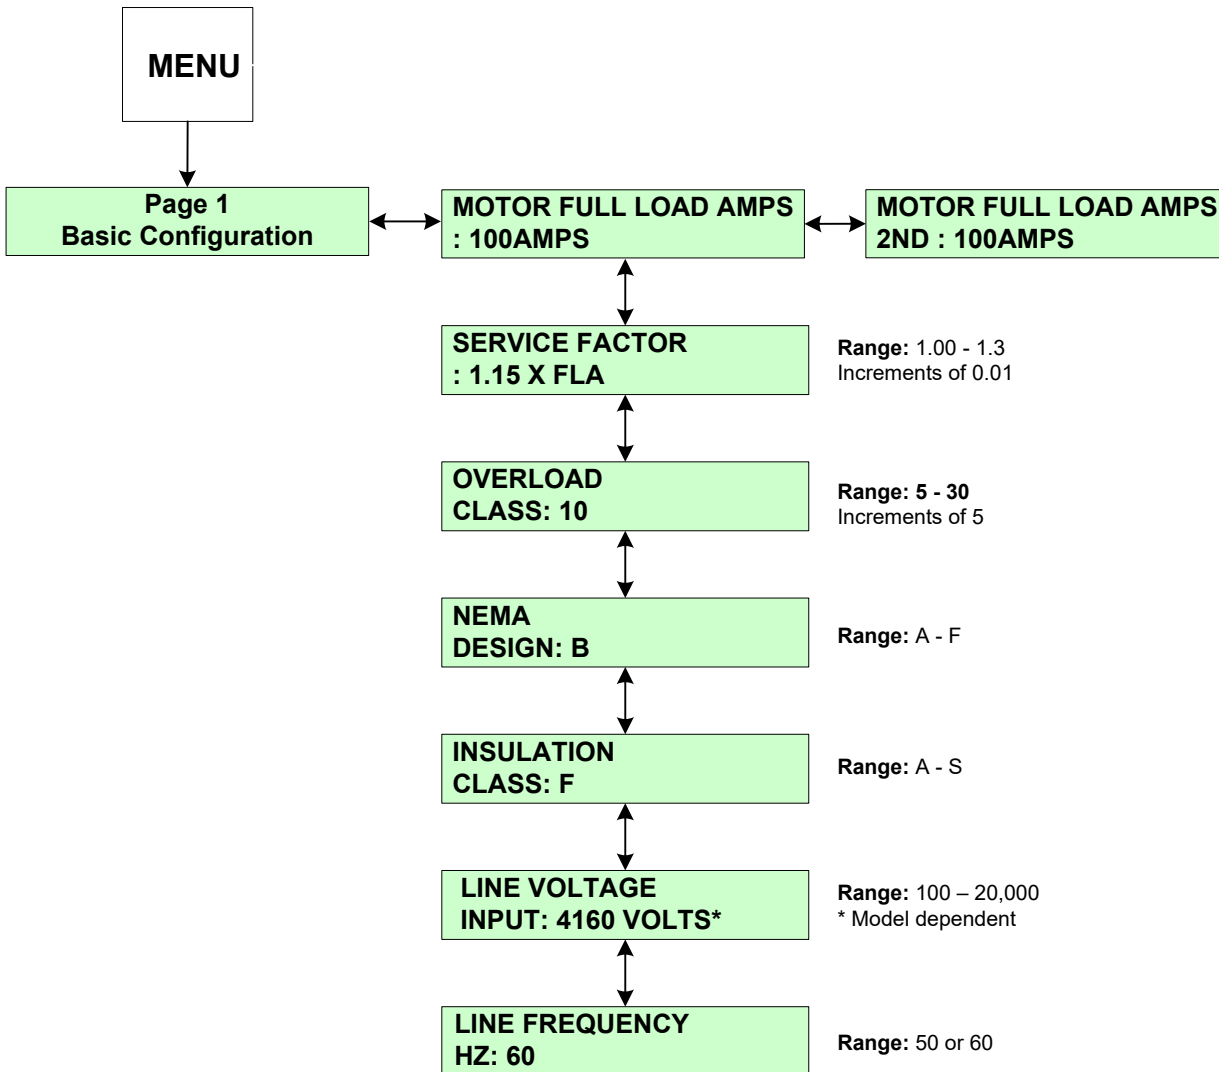 MENU
Page 1
Basic Configuration
MOTOR FULL LOAD AMPS
: 100AMPS
MOTOR FULL LOAD AMPS
2ND : 100AMPS
SERVICE FACTOR
: 1.15 X FLA
Range: 1.00 - 1.3
Increments of 0.01
OVERLOAD
CLASS: 10
Range: 5 - 30
Increments of 5
NEMA
DESIGN: B
Range: A - F
INSULATION
CLASS: F
Range: A - S
LINE VOLTAGE
INPUT: 4160 VOLTS*
Range: 100 – 20,000
* Model dependent
LINE FREQUENCY
HZ: 60
Range: 50 or 60